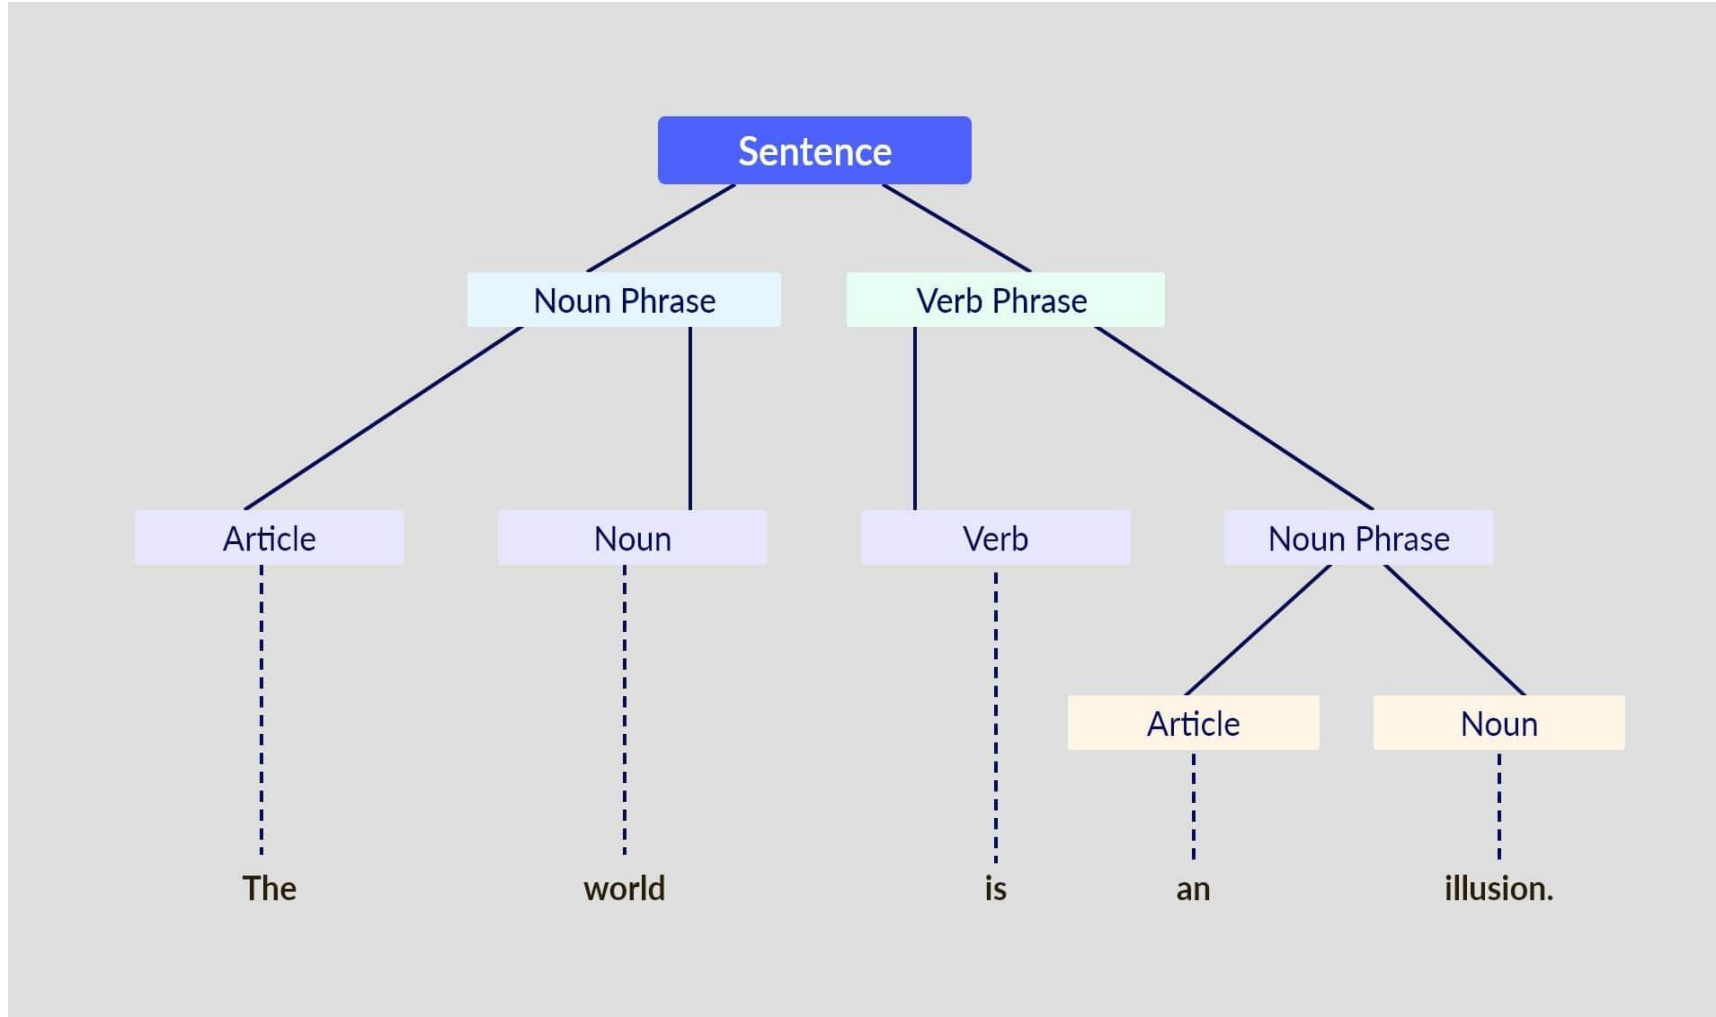 Sentence
Noun Phrase Verb Phrase
Article Noun Verb Noun Phrase
Article Noun
The world is an illusion.